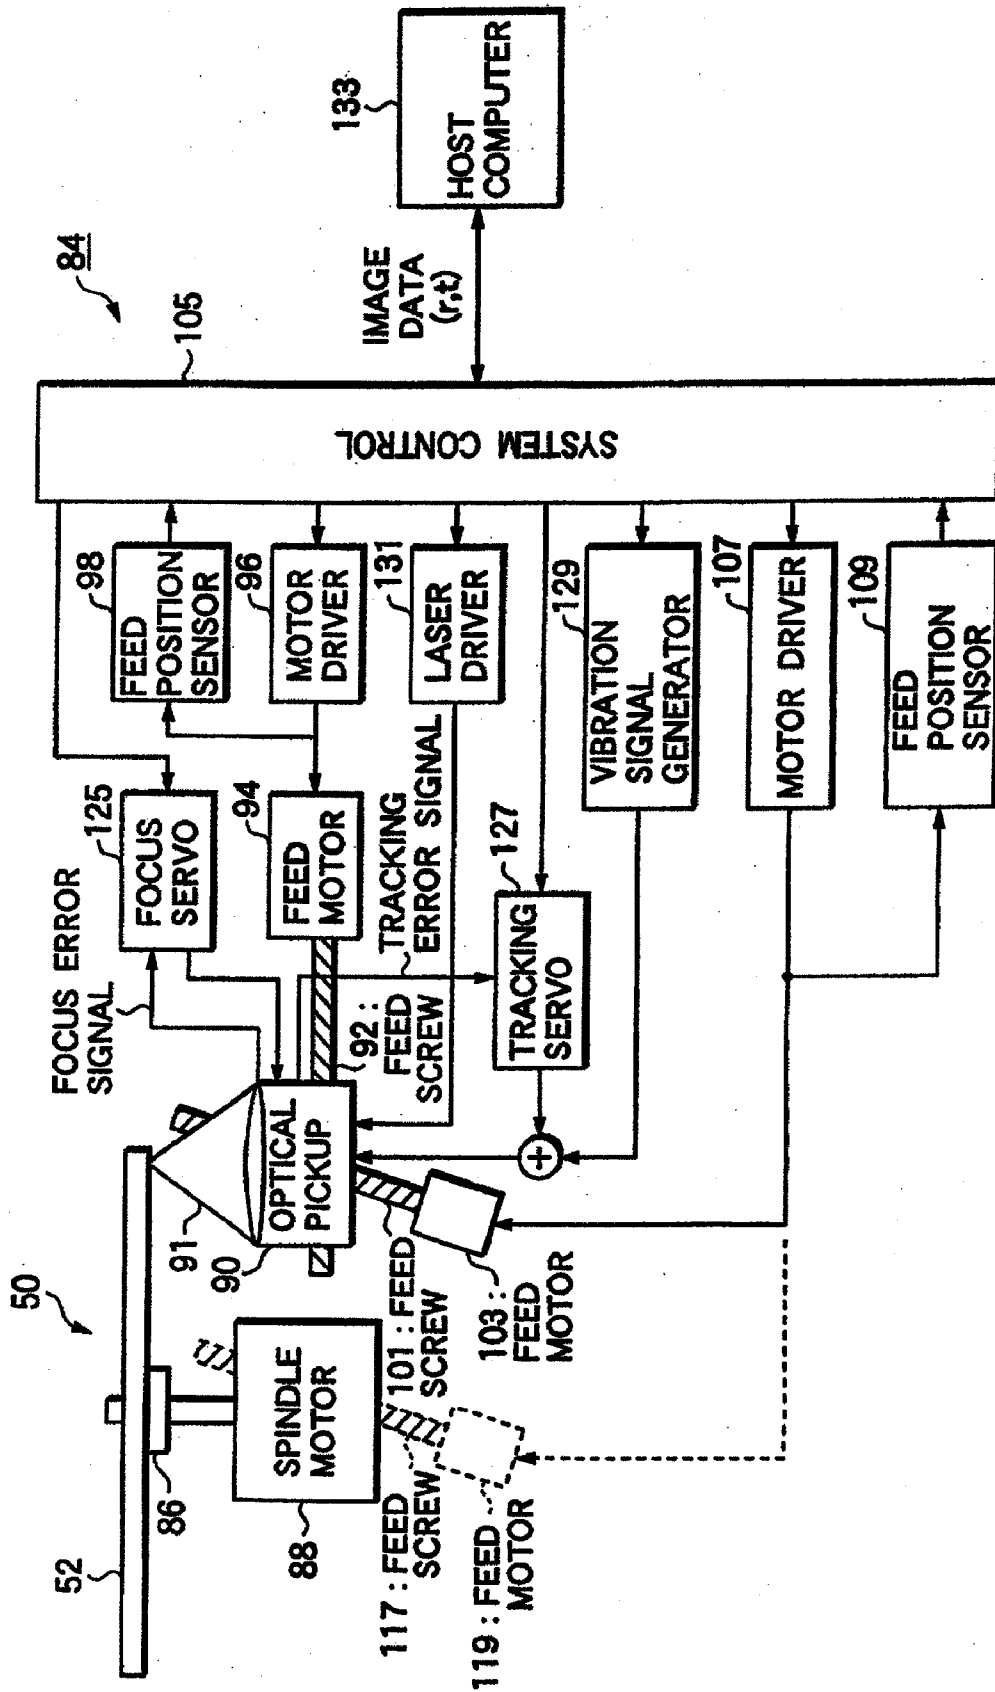 84
50
52
86
SPINDLE
MOTOR
88
117 : FEED
SCREW
119 : FEED
MOTOR
91
90
OPTICAL
PICKUP
101 : FEED
SCREW
103 :
FEED
MOTOR
FOCUS ERROR
SIGNAL
125
FOCUS
SERVO
94
FEED
MOTOR
92 :
FEED
SCREW
TRACKING
ERROR SIGNAL
127
TRACKING
SERVO
98
FEED
POSITION
SENSOR
96
MOTOR
DRIVER
131
LASER
DRIVER
129
VIBRATION
SIGNAL
GENERATOR
107
MOTOR DRIVER
109
FEED
POSITION
SENSOR
105
SYSTEM CONTROL
IMAGE
DATA
(r,t)
133
HOST
COMPUTER
+